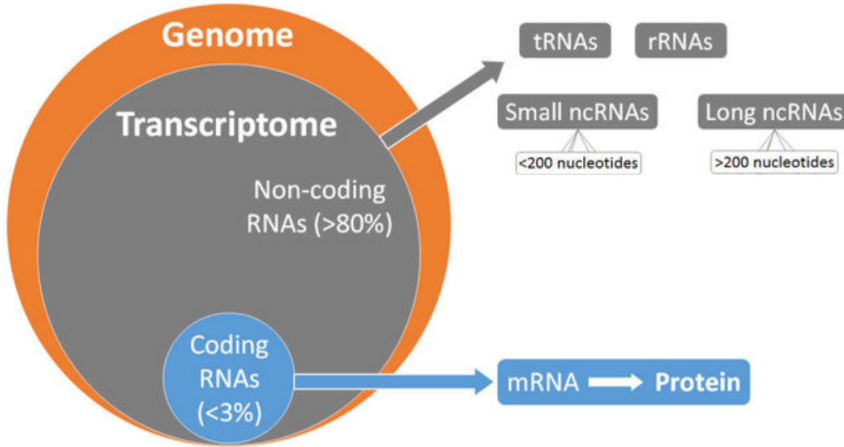 Genome
Transcriptome
Non-coding
RNAs (>80%)
Coding
RNAs
(<3%)
tRNAs
rRNAs
Small ncRNAs
Long ncRNAs
<200 nucleotides
>200 nucleotides
mRNA
Protein